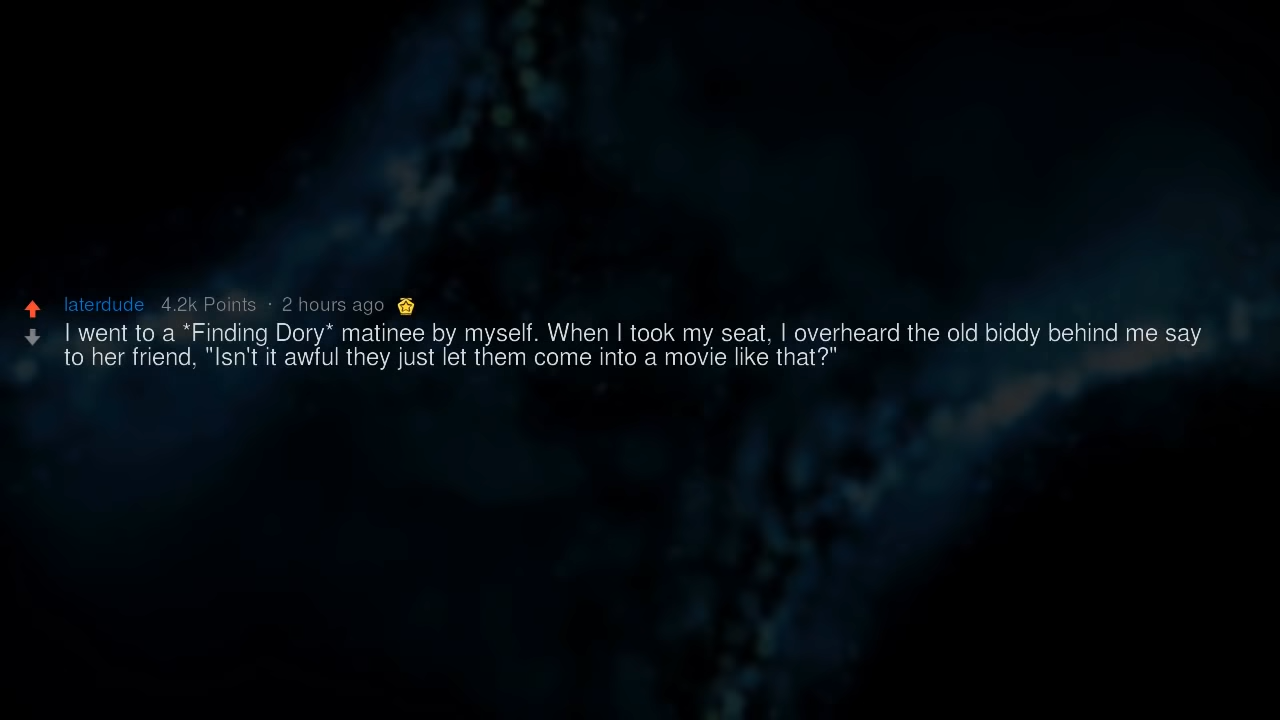 laterdude 4.2k Points · 2 hours ago
I went to a *Finding Dory* matinee by myself. When I took my seat, I overheard the old biddy behind me say
to her friend, "Isn't it awful they just let them come into a movie like that?"